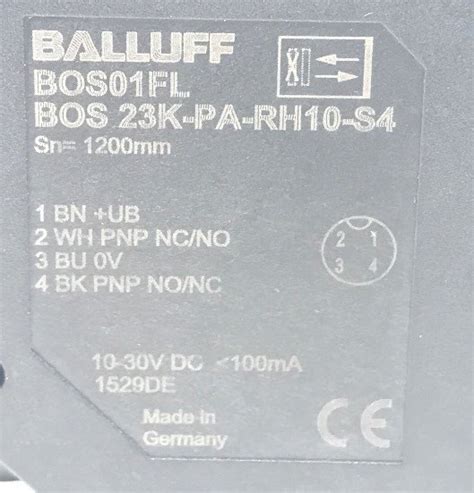 BALLUFF
BOS01FL
BOS 23K-PA-RH10-S4
Sn= 1200mm
1 BN +UB
2 WH PNP NC/NO
3 BU 0V
4 BK PNP NO/NC
2 1
3 4
10-30V DC <100mA
1529DE
Made in
Germany
CE